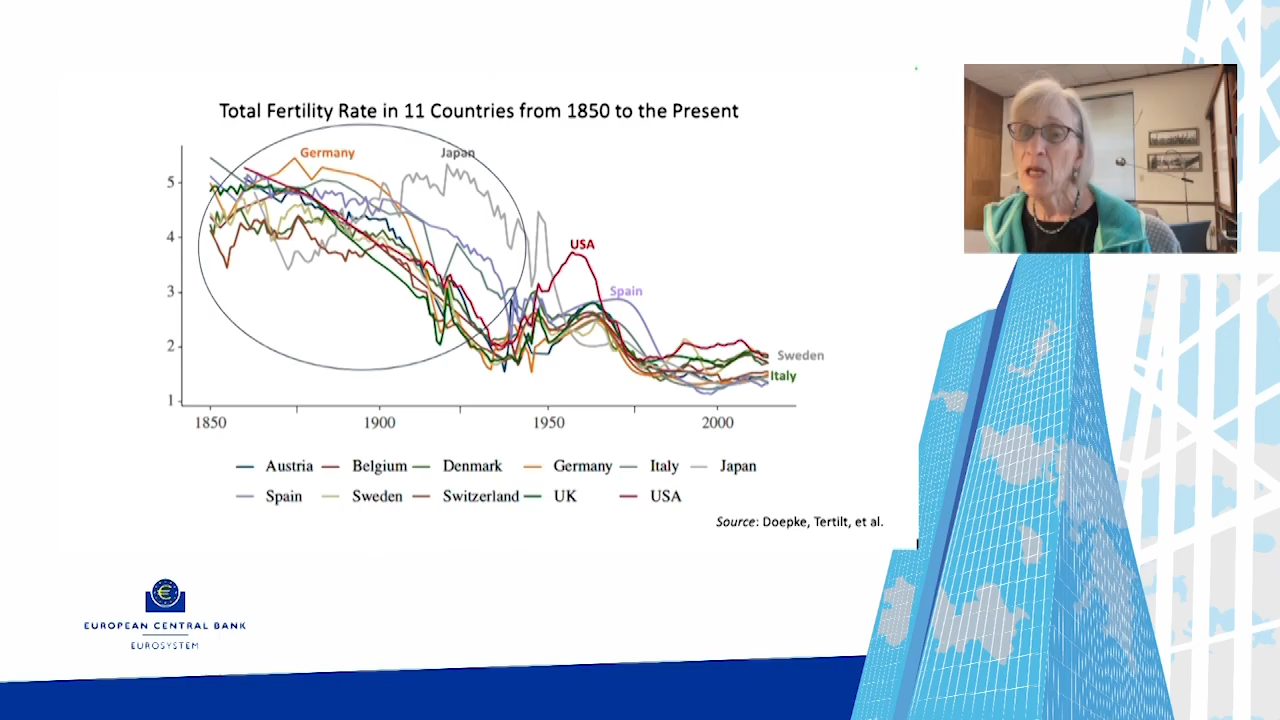 Total Fertility Rate in 11 Countries from 1850 to the Present
Germany
Japan
5
4
USA
3
Spain
2
Sweden
Italy
1
1850 1900 1950 2000
Austria Belgium Denmark Germany Italy Japan
Spain Sweden Switzerland UK USA
Source: Doepke, Tertilt, et al.
EUROPEAN CENTRAL BANK
EUROSYSTEM